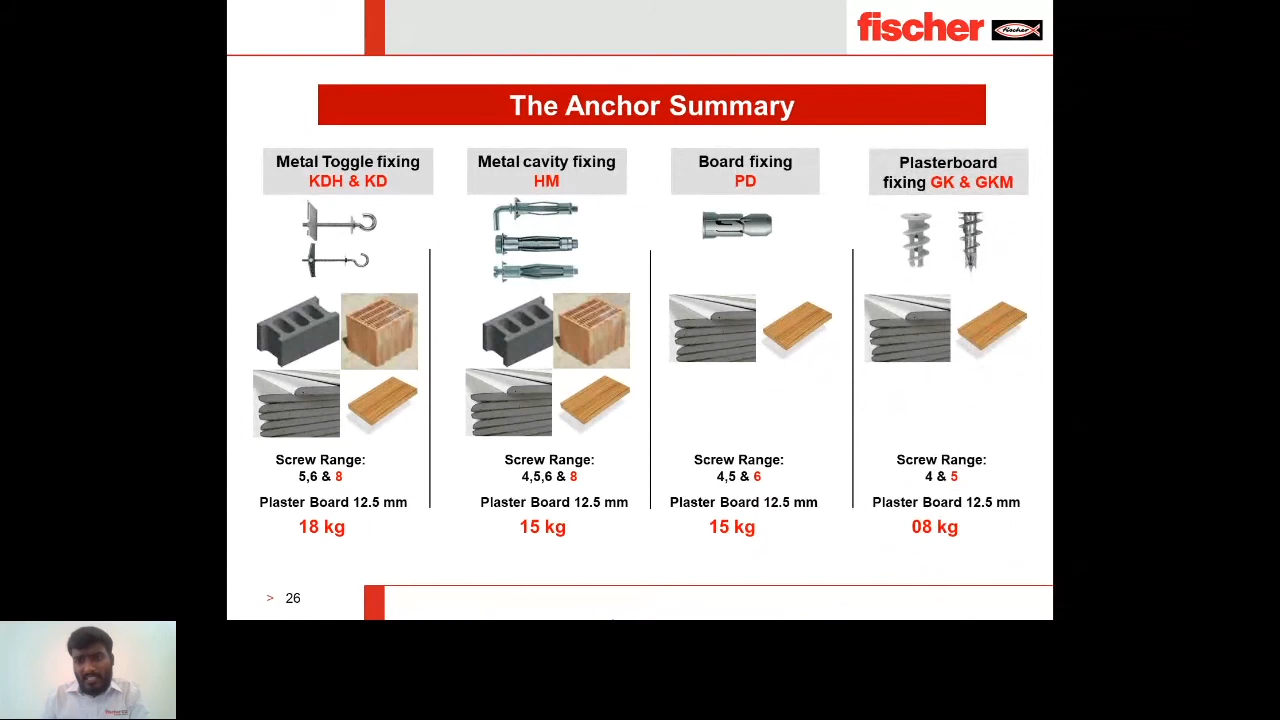 fischer
fischer
The Anchor Summary
Metal Toggle fixing
KDH & KD
Metal cavity fixing
HM
Board fixing
PD
Plasterboard
fixing GK & GKM
Screw Range:
5,6 & 8
Plaster Board 12.5 mm
18 kg
Screw Range:
4,5,6 & 8
Plaster Board 12.5 mm
15 kg
Screw Range:
4,5 & 6
Plaster Board 12.5 mm
15 kg
Screw Range:
4 & 5
Plaster Board 12.5 mm
08 kg
> 26
fischer